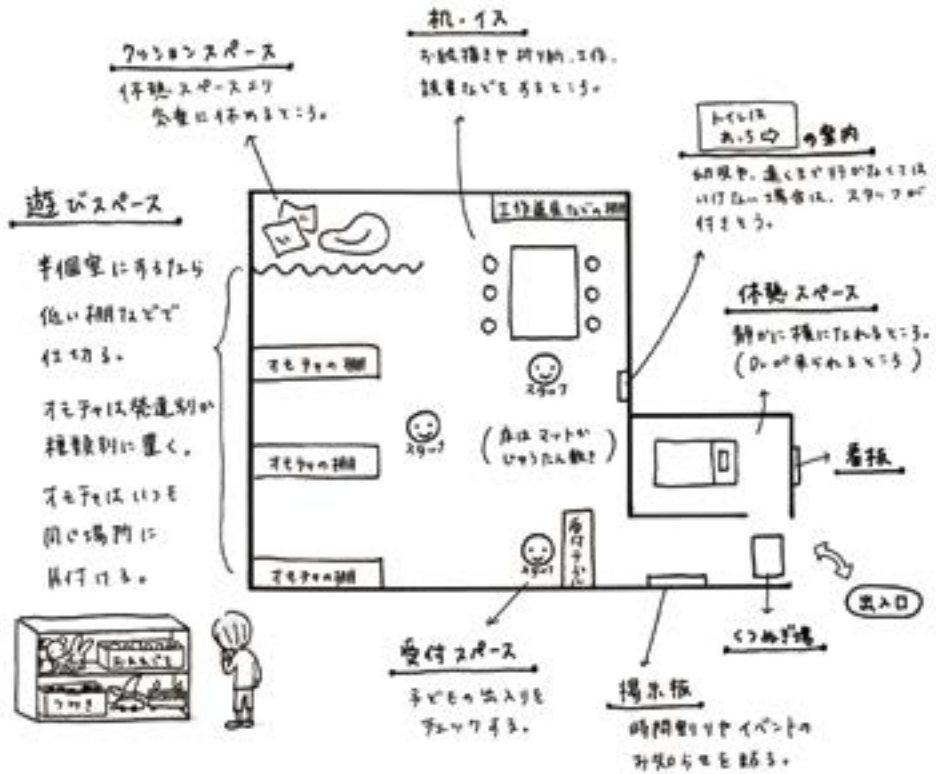 クッションスペース
休憩スペースより
気楽に休めるところ。
机・イス
お絵描きや折り紙、工作、
読書などをするところ。
トイレは
あっち⇨
の案内
幼児や、遠くまで行かなくては
いけない場合は、スタッフが
付きそう。
遊びスペース
半個室にするなら
低い棚などで
仕切る。
オモチャは発達別か
種類別に置く。
オモチャはいつも
同じ場所に
片付ける。
工作道具などの棚
オモチャの棚
オモチャの棚
オモチャの棚
スタッフ
スタッフ
スタッフ
(床はマットか
じゅうたん敷き)
受付テーブル
休憩スペース
静かに横になれるところ。
(Dr.が来られるところ)
看板
出入口
くつぬぎ場
掲示板
時間割りやイベントの
お知らせを貼る。
受付スペース
子どもの出入りを
チェックする。
おままごと
つみき